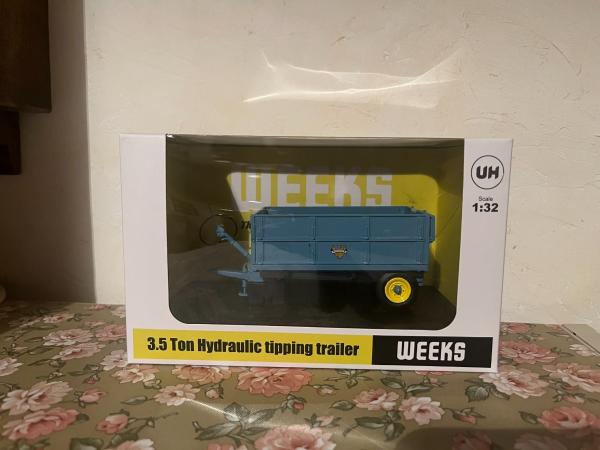 WEEKS
UH
Scale
1:32
3.5 Ton Hydraulic tipping trailer
WEEKS